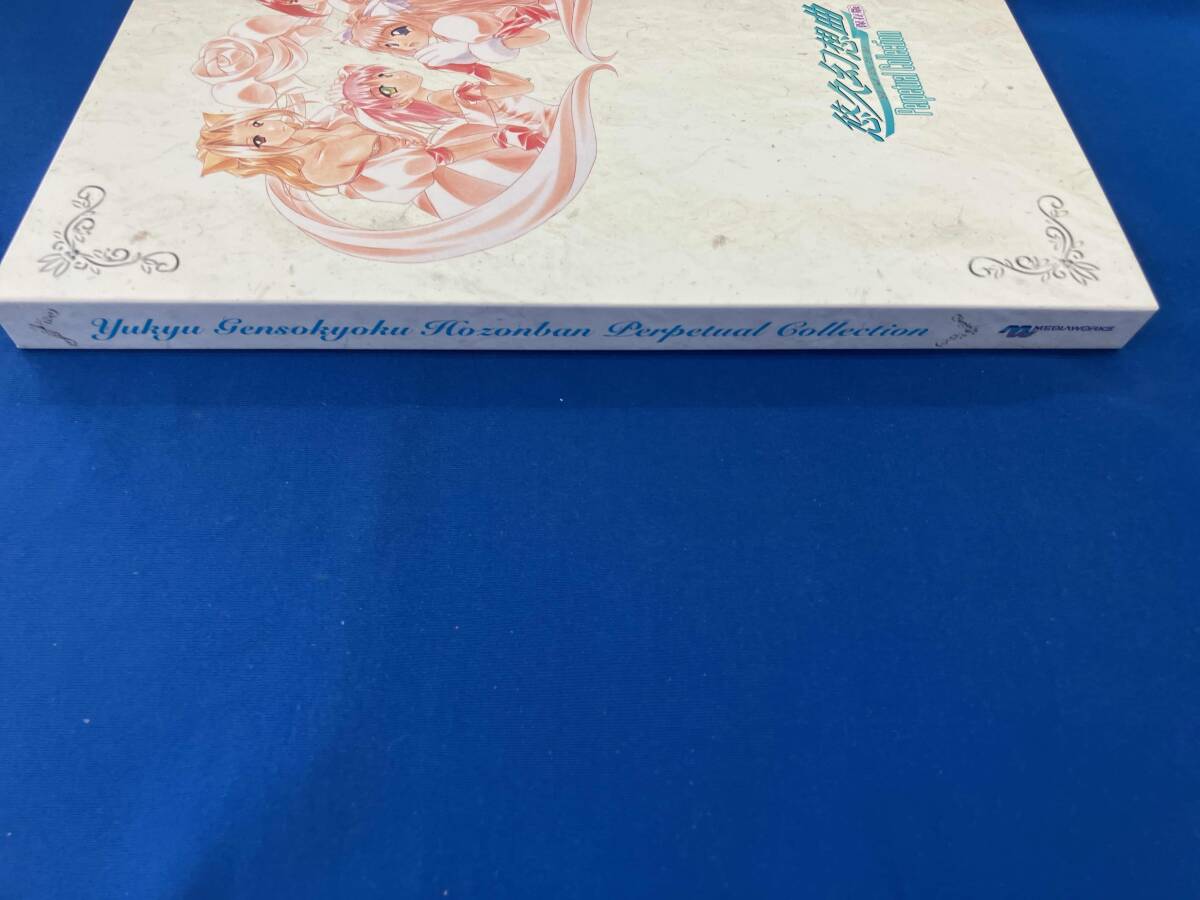 悠久幻想曲
保存版
Perpetual Collection
Yukyu Gensokyoku Hozonban Perpetual Collection
MEDIAWORKS